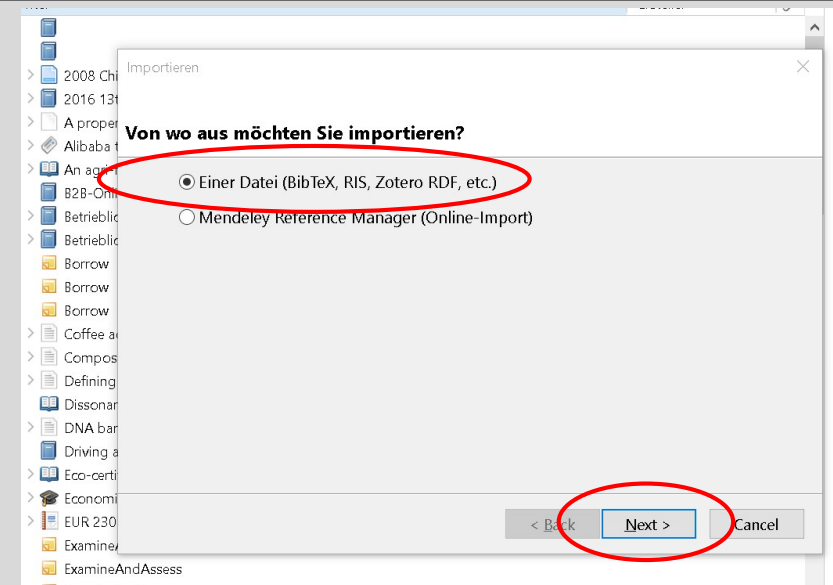 Importieren
2008 Chi
2016 13t
A proper
Von wo aus möchten Sie importieren?
Alibaba t
An agri-f
Einer Datei (BibTeX, RIS, Zotero RDF, etc.)
B2B-Onl
Betrieblic
Mendeley Reference Manager (Online-Import)
Betrieblic
Borrow
Borrow
Borrow
Coffee a
Compos
Defining
Dissonar
DNA bar
Driving a
Eco-certi
Economi
EUR 230
< Back Next > Cancel
ExamineA
ExamineAndAssess